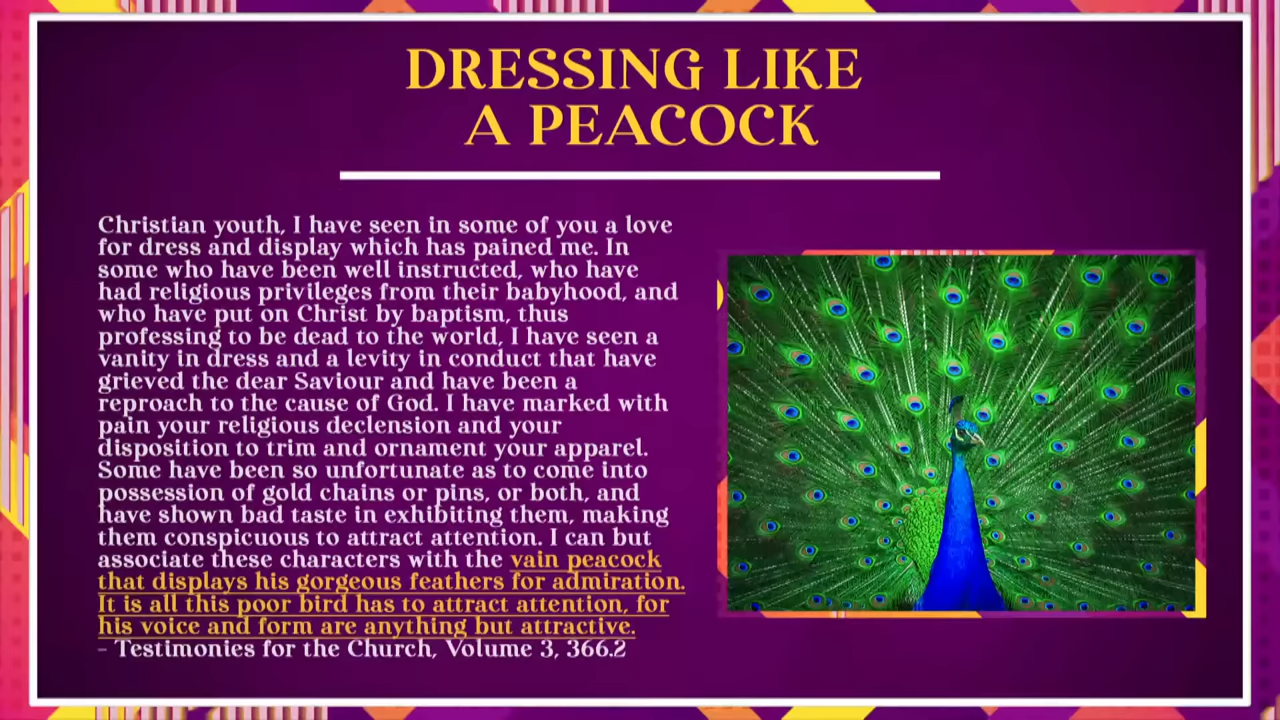 DRESSING LIKE
A PEACOCK
Christian youth, I have seen in some of you a love
for dress and display which has pained me. In
some who have been well instructed, who have
had religious privileges from their babyhood, and
who have put on Christ by baptism, thus
professing to be dead to the world, I have seen a
vanity in dress and a levity in conduct that have
grieved the dear Saviour and have been a
reproach to the cause of God. I have marked with
pain your religious declension and your
disposition to trim and ornament your apparel.
Some have been so unfortunate as to come into
possession of gold chains or pins, or both, and
have shown bad taste in exhibiting them, making
them conspicuous to attract attention. I can but
associate these characters with the vain peacock
that displays his gorgeous feathers for admiration.
It is all this poor bird has to attract attention, for
his voice and form are anything but attractive.
- Testimonies for the Church, Volume 3, 366.2